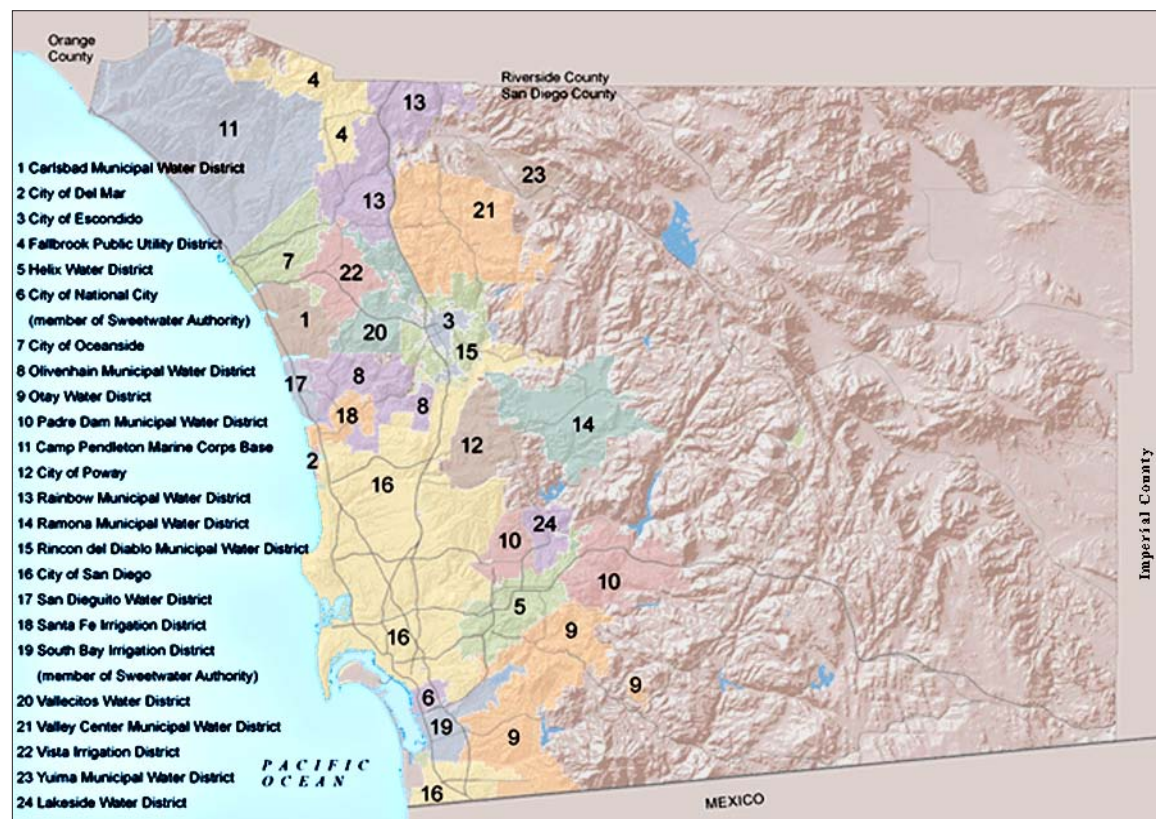 Orange
County
Riverside County
San Diego County
4
13
11
4
1 Carlsbad Municipal Water District
23
2 City of Del Mar
13
21
3 City of Escondido
4 Fallbrook Public Utility District
7
22
5 Helix Water District
6 City of National City
(member of Sweetwater Authority)
1
20
3
7 City of Oceanside
15
8 Olivenhain Municipal Water District
17
8
9 Otay Water District
8
10 Padre Dam Municipal Water District
18
14
11 Camp Pendleton Marine Corps Base
12
2
12 City of Poway
16
13 Rainbow Municipal Water District
Imperial County
14 Ramona Municipal Water District
24
10
15 Rincon del Diablo Municipal Water District
16 City of San Diego
10
17 San Dieguito Water District
5
18 Santa Fe Irrigation District
16
9
19 South Bay Irrigation District
(member of Sweetwater Authority)
9
20 Vallecitos Water District
6
21 Valley Center Municipal Water District
19
9
22 Vista Irrigation District
PACIFIC
OCEAN
23 Yuima Municipal Water District
16
24 Lakeside Water District
MEXICO